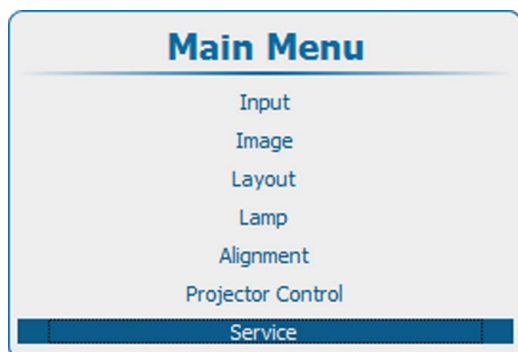 Main Menu
Input
Image
Layout
Lamp
Alignment
Projector Control
Service